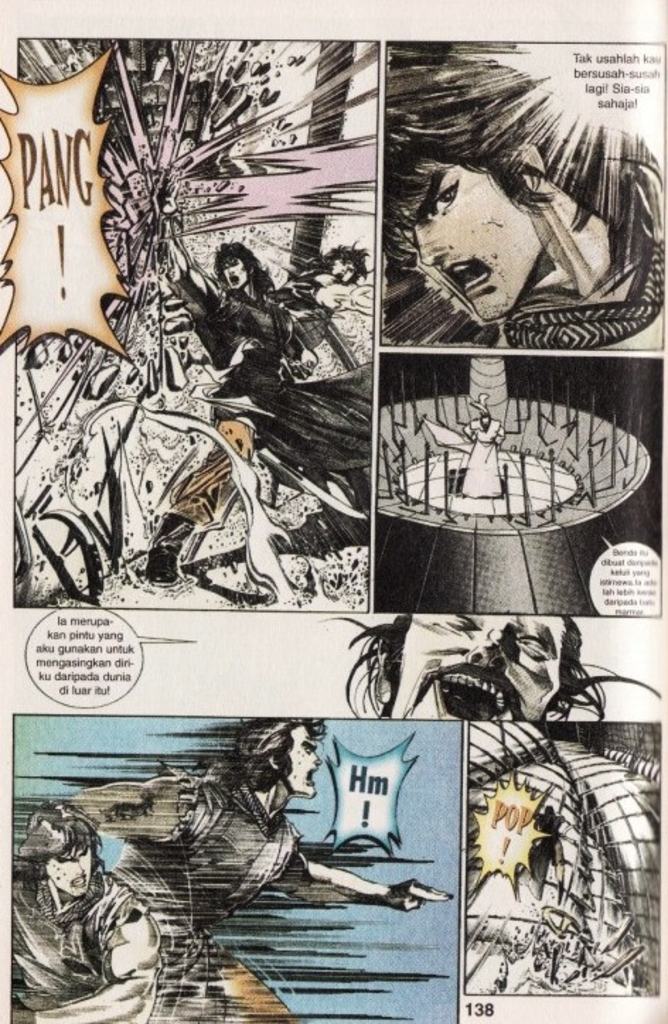 PANG
!
Tak usahlah kau
bersusah-susah
lagi! Sia-sia
sahaja!
Benda itu
dibuat daripada
keluli yang
istimewa.Ia ada
lah lebih keras
daripada batu
marmar.
Ia merupa-
kan pintu yang
aku gunakan untuk
mengasingkan diri-
ku daripada dunia
di luar itu!
Hm
!
POP
!
138